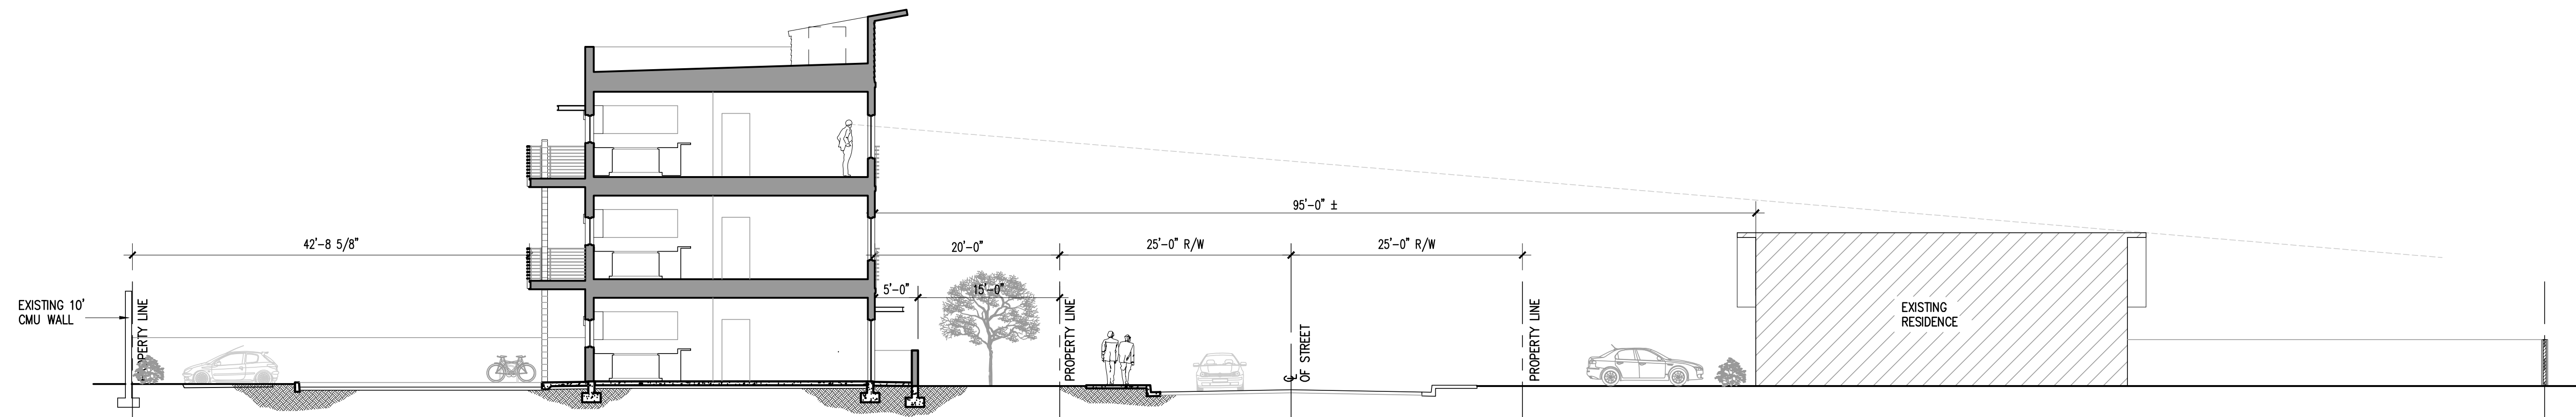 EXISTING 10'
CMU WALL
PROPERTY LINE
42'-8 5/8"
5'-0"
15'-0"
20'-0"
PROPERTY LINE
25'-0" R/W
℄
OF STREET
25'-0" R/W
95'-0" ±
PROPERTY LINE
EXISTING
RESIDENCE